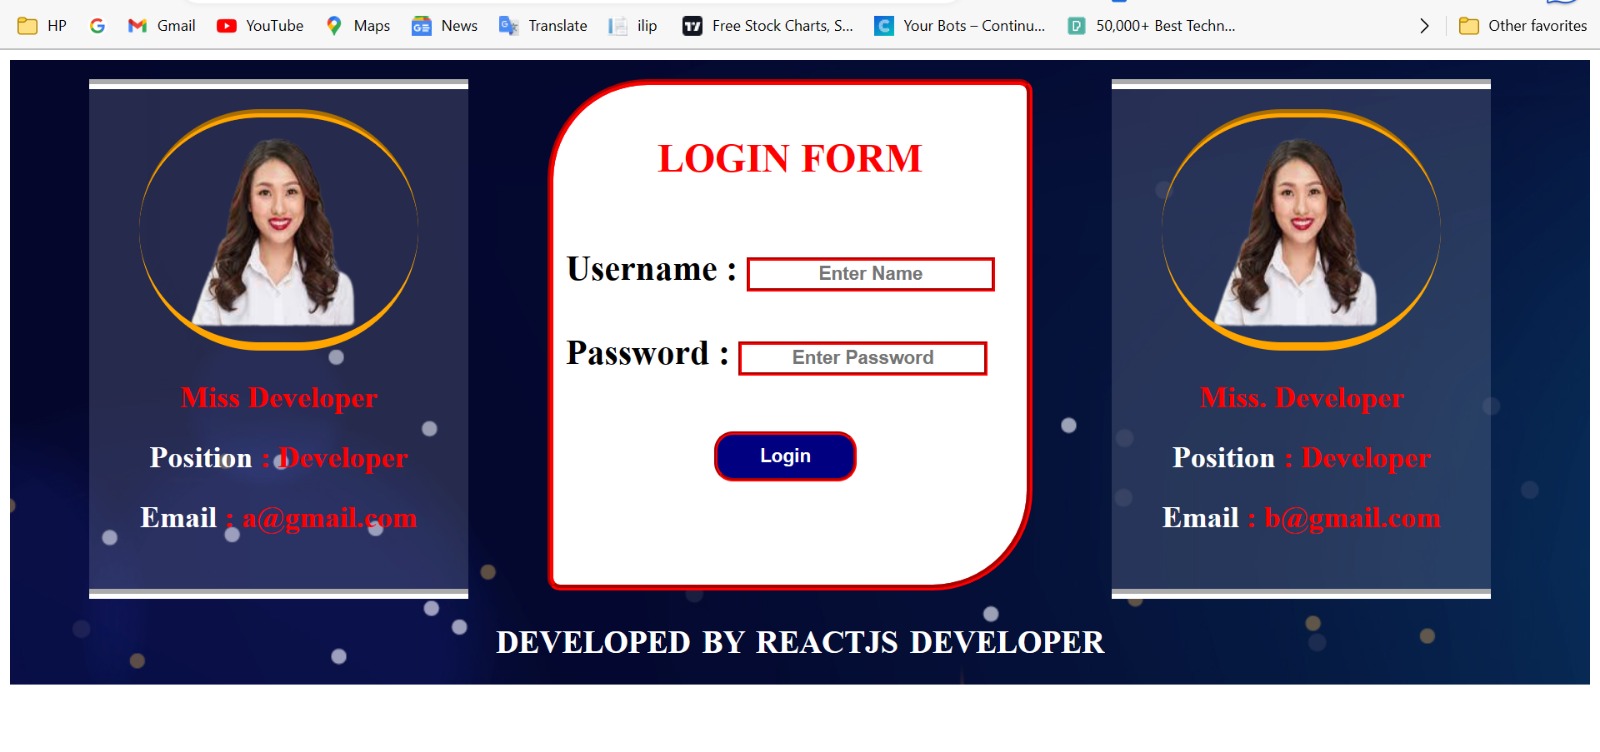 HP Gmail YouTube Maps News Translate ilip Free Stock Charts, S... Your Bots – Continu... 50,000+ Best Techn... Other favorites
LOGIN FORM
Username : Enter Name
Password : Enter Password
Login
Miss Developer
Position : Developer
Email : a@gmail.com
Miss. Developer
Position : Developer
Email : b@gmail.com
DEVELOPED BY REACTJS DEVELOPER